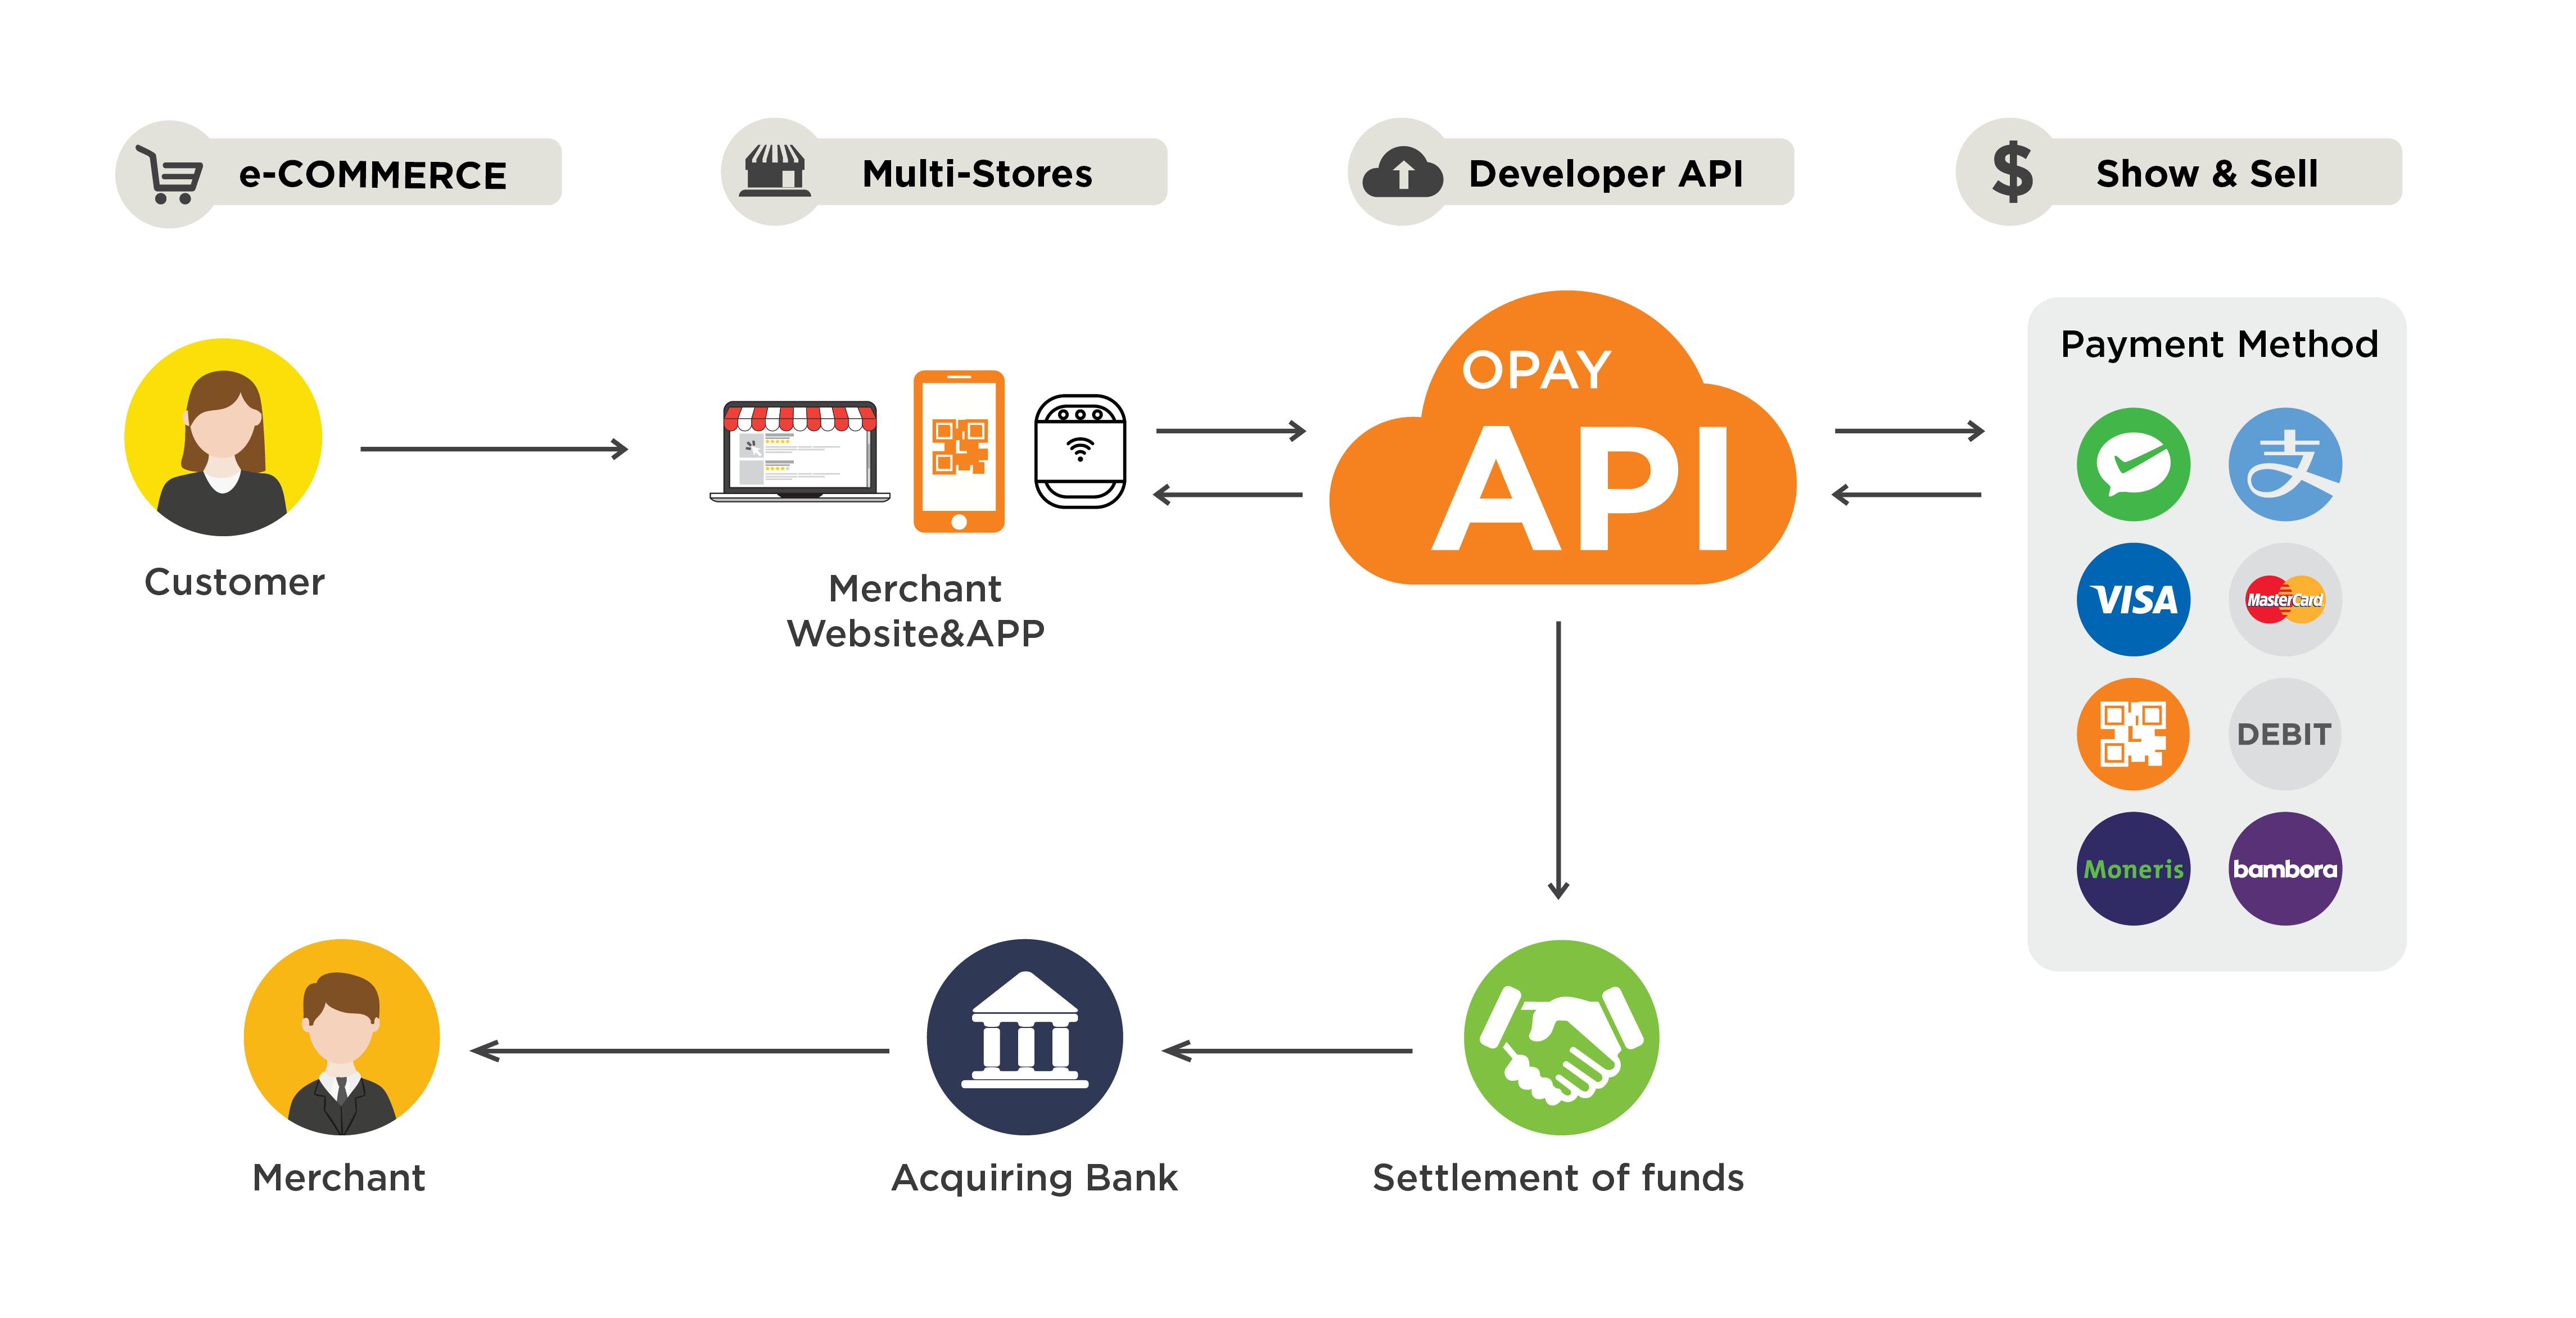 e-COMMERCE
Multi-Stores
Developer API
Show & Sell
OPAY
API
Payment Method
VISA
MasterCard
DEBIT
Moneris
bambora
Customer
Merchant
Website&APP
Merchant
Acquiring Bank
Settlement of funds